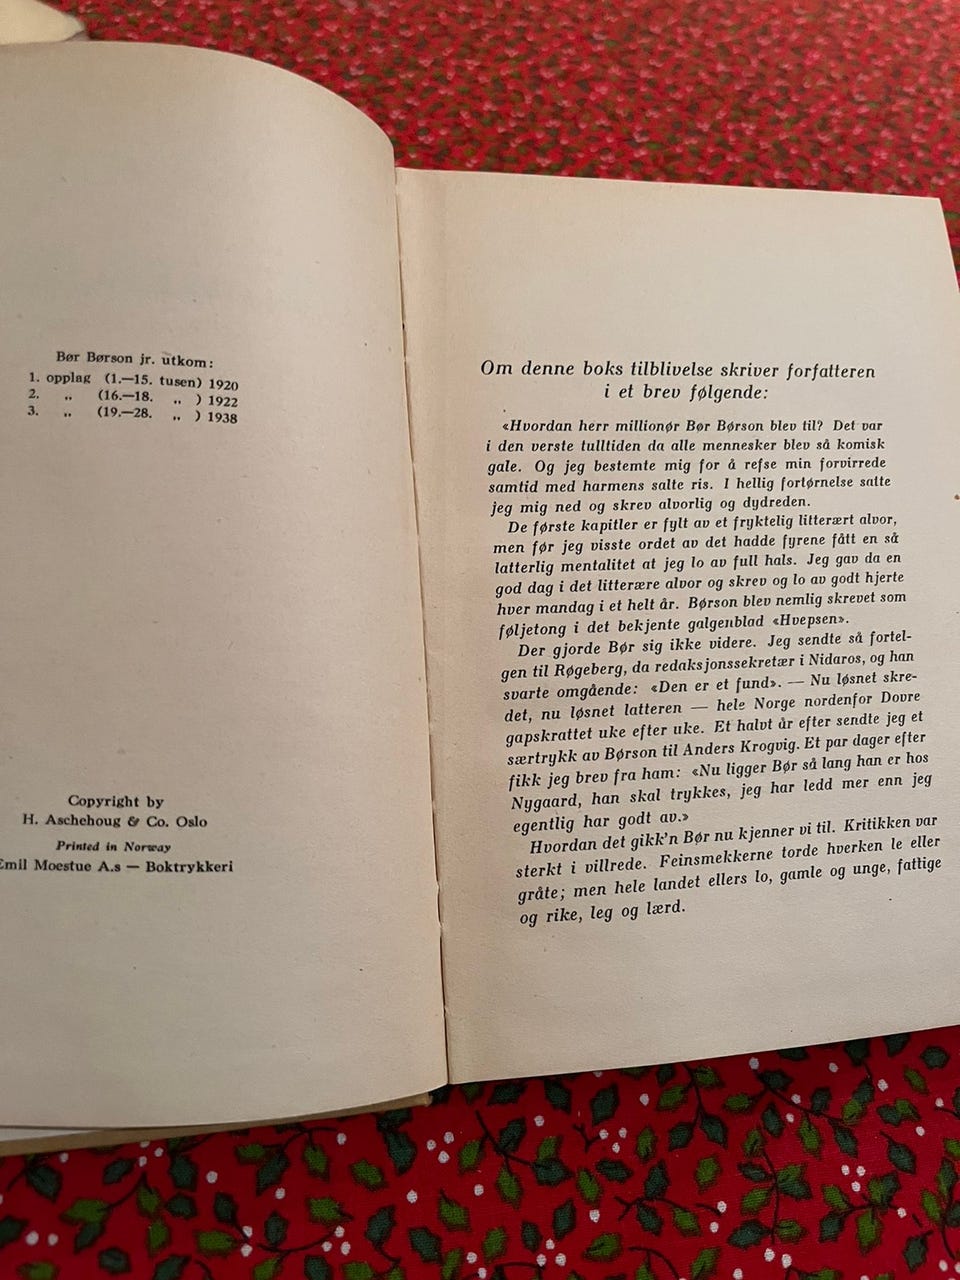 Bør Børson jr. utkom:
1. opplag (1.—15. tusen) 1920
2. „ (16.—18. „ ) 1922
3. „ (19.—28. „ ) 1938
Copyright by
H. Aschehoug & Co. Oslo
Printed in Norway
Emil Moestue A.s — Boktrykkeri
Om denne boks tilblivelse skriver forfatteren
i et brev følgende:
«Hvordan herr millionør Bør Børson blev til? Det var
i den verste tulltiden da alle mennesker blev så komisk
gale. Og jeg bestemte mig for å refse min forvirrede
samtid med harmens salte ris. I hellig fortørnelse satte
jeg mig ned og skrev alvorlig og dydreden.
De første kapitler er fylt av et fryktelig litterært alvor,
men før jeg visste ordet av det hadde fyrene fått en så
latterlig mentalitet at jeg lo av full hals. Jeg gav da en
god dag i det litterære alvor og skrev og lo av godt hjerte
hver mandag i et helt år. Børson blev nemlig skrevet som
føljetong i det bekjente galgenblad «Hvepsen».
Der gjorde Bør sig ikke videre. Jeg sendte så fortel-
gen til Røgeberg, da redaksjonssekretær i Nidaros, og han
svarte omgående: «Den er et fund». — Nu løsnet skre-
det, nu løsnet latteren — hele Norge nordenfor Dovre
gapskrattet uke efter uke. Et halvt år efter sendte jeg et
særtrykk av Børson til Anders Krogvig. Et par dager efter
fikk jeg brev fra ham: «Nu ligger Bør så lang han er hos
Nygaard, han skal trykkes, jeg har ledd mer enn jeg
egentlig har godt av.»
Hvordan det gikk'n Bør nu kjenner vi til. Kritikken var
sterkt i villrede. Feinsmekkerne torde hverken le eller
gråte; men hele landet ellers lo, gamle og unge, fattige
og rike, leg og lærd.